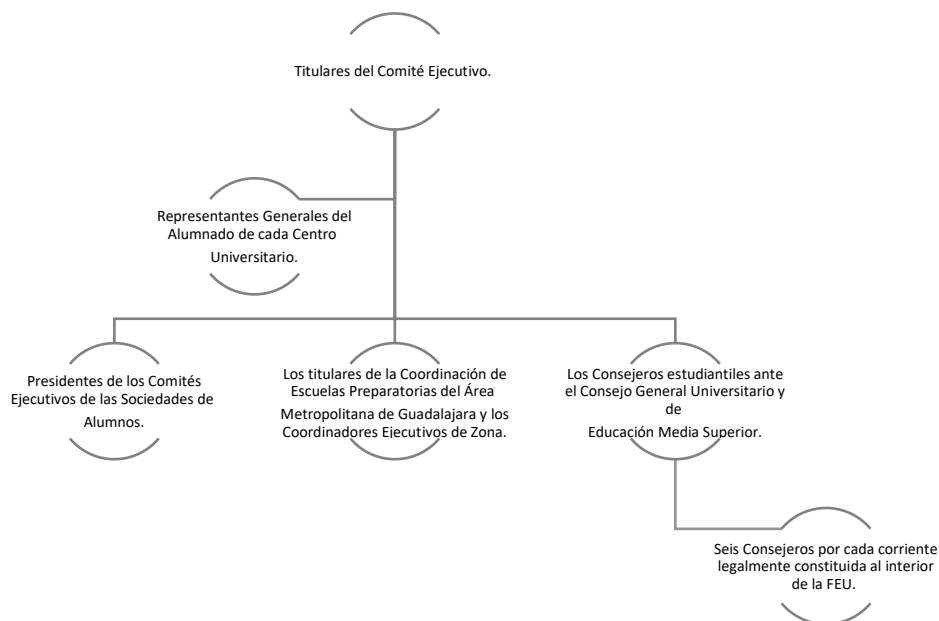 Titulares del Comité Ejecutivo.
Representantes Generales del
Alumnado de cada Centro
Universitario.
Presidentes de los Comités
Ejecutivos de las Sociedades de
Alumnos.
Los titulares de la Coordinación de
Escuelas Preparatorias del Área
Metropolitana de Guadalajara y los
Coordinadores Ejecutivos de Zona.
Los Consejeros estudiantiles ante
el Consejo General Universitario y
de
Educación Media Superior.
Seis Consejeros por cada corriente
legalmente constituida al interior
de la FEU.